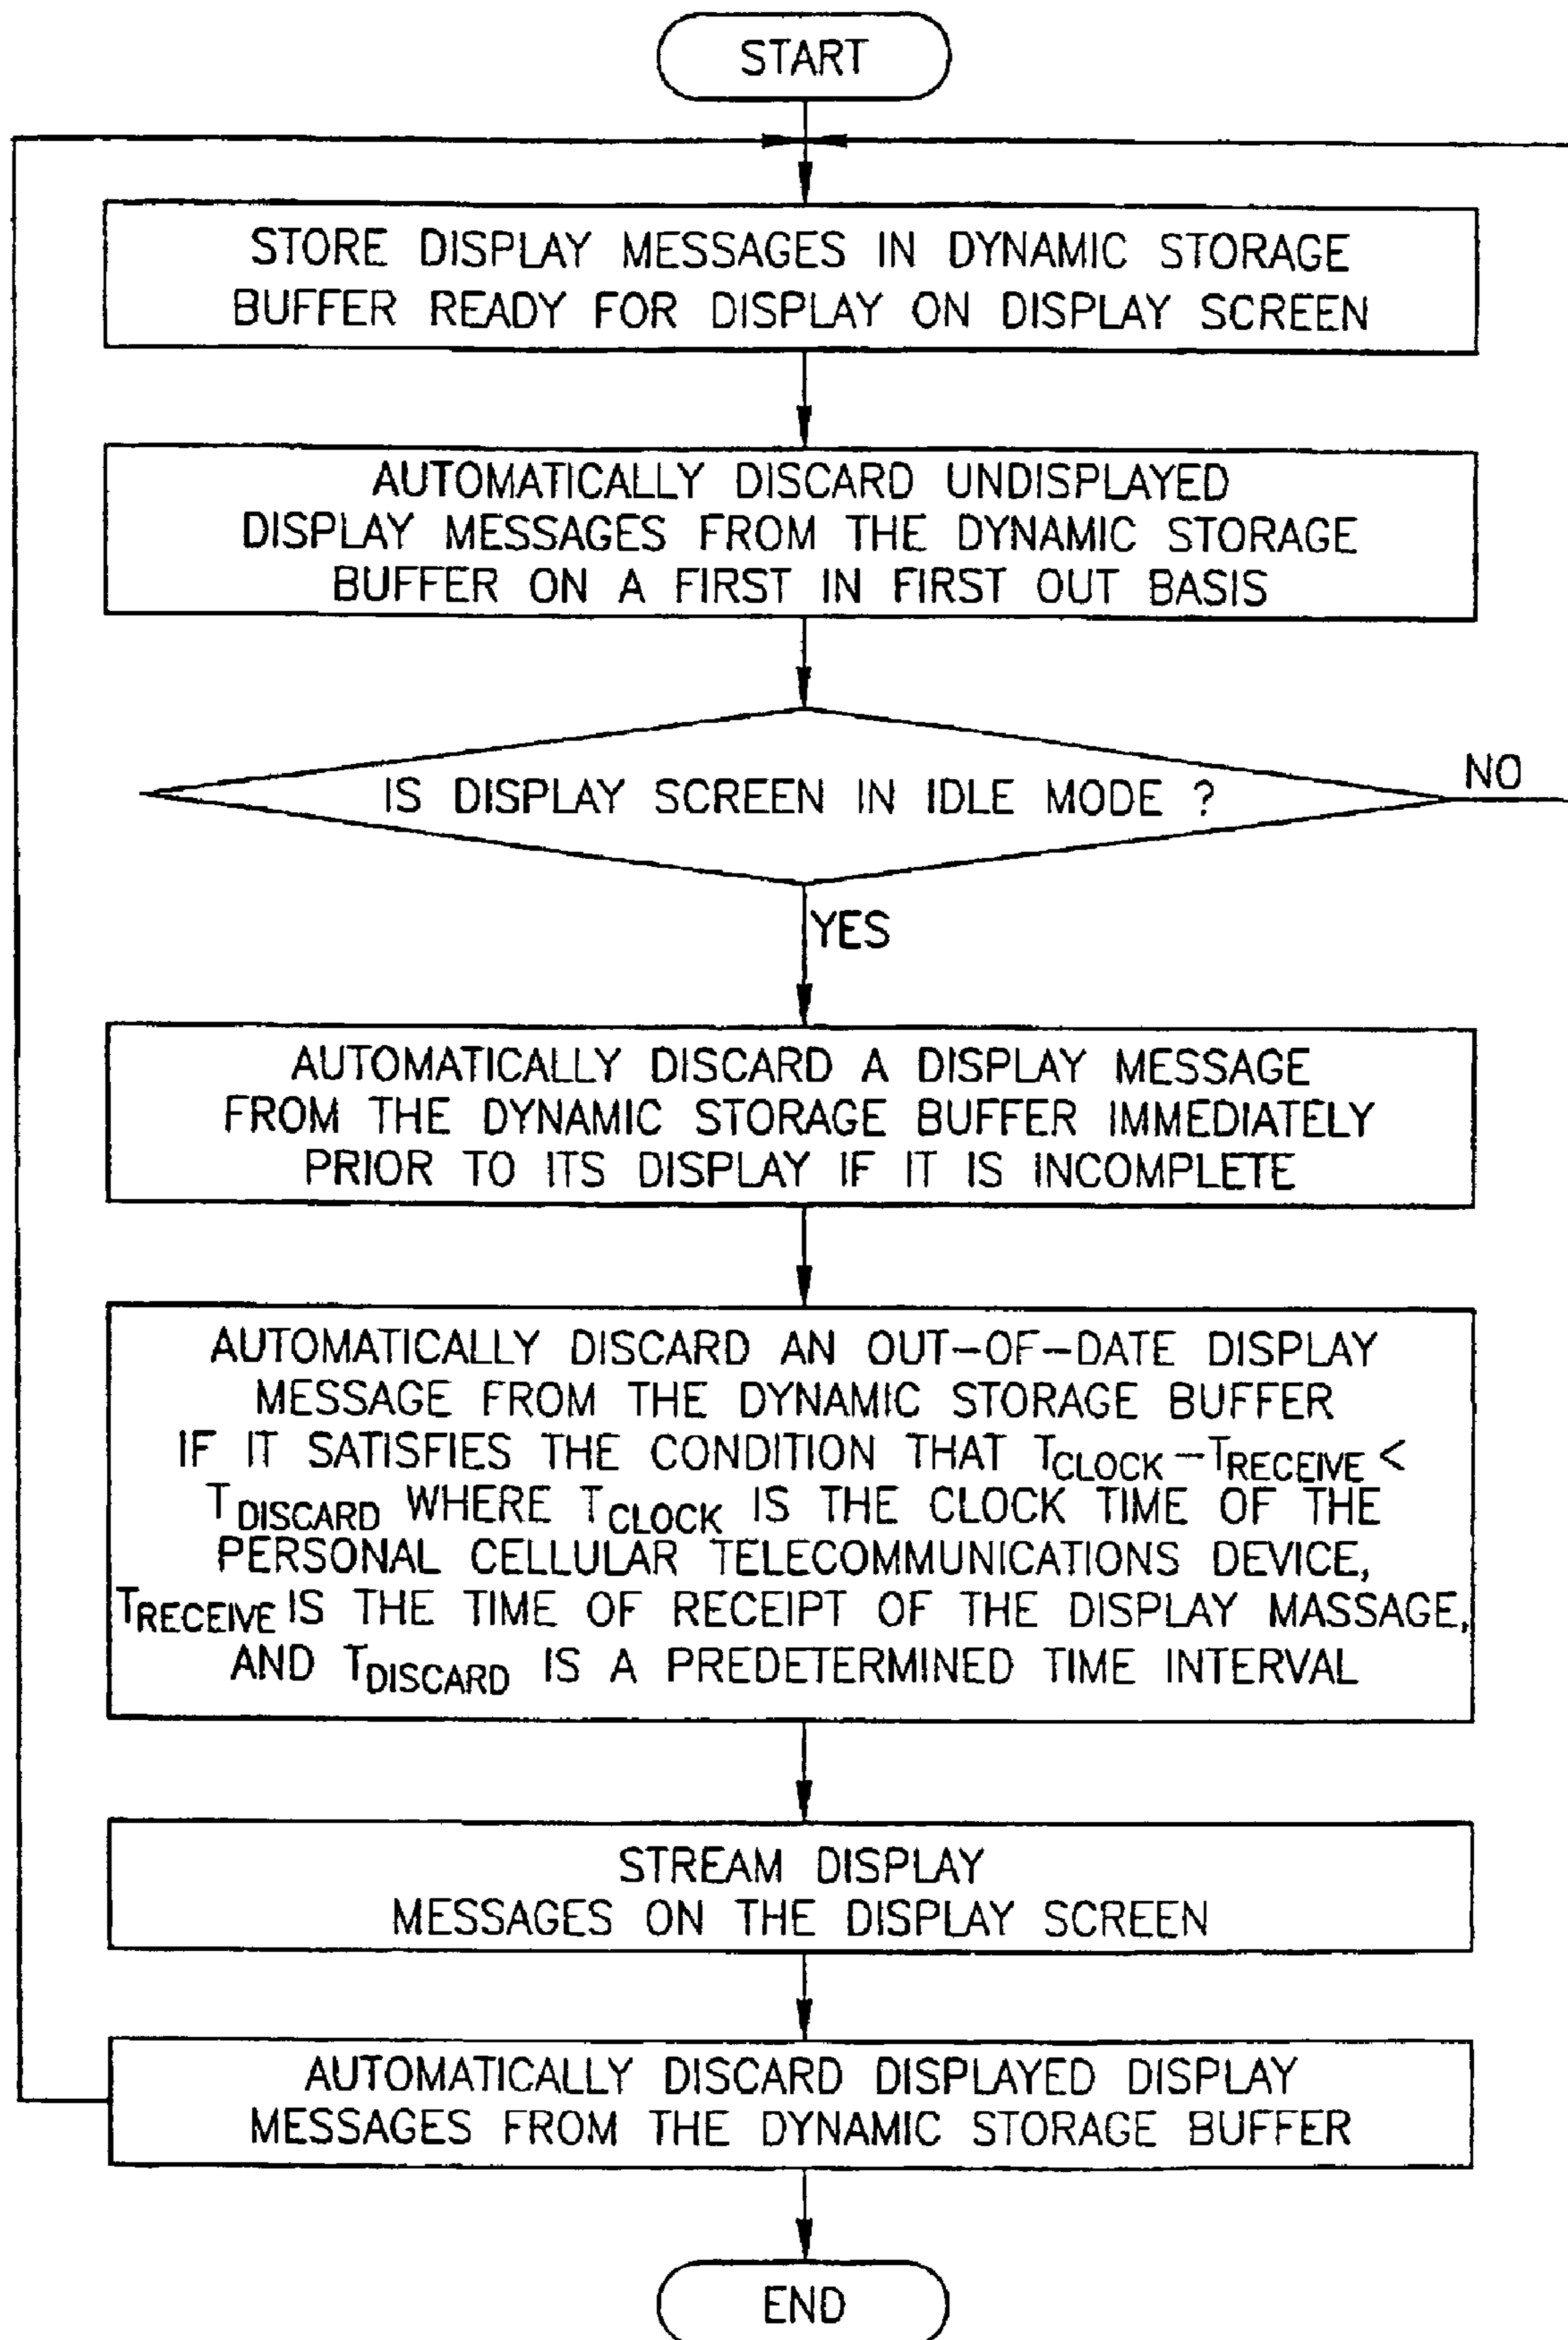 START
STORE DISPLAY MESSAGES IN DYNAMIC STORAGE
BUFFER READY FOR DISPLAY ON DISPLAY SCREEN
AUTOMATICALLY DISCARD UNDISPLAYED
DISPLAY MESSAGES FROM THE DYNAMIC STORAGE
BUFFER ON A FIRST IN FIRST OUT BASIS
IS DISPLAY SCREEN IN IDLE MODE ?
NO
YES
AUTOMATICALLY DISCARD A DISPLAY MESSAGE
FROM THE DYNAMIC STORAGE BUFFER IMMEDIATELY
PRIOR TO ITS DISPLAY IF IT IS INCOMPLETE
AUTOMATICALLY DISCARD AN OUT-OF-DATE DISPLAY
MESSAGE FROM THE DYNAMIC STORAGE BUFFER
IF IT SATISFIES THE CONDITION THAT TCLOCK-TRECEIVE <
TDISCARD WHERE TCLOCK IS THE CLOCK TIME OF THE
PERSONAL CELLULAR TELECOMMUNICATIONS DEVICE,
TRECEIVE IS THE TIME OF RECEIPT OF THE DISPLAY MASSAGE,
AND TDISCARD IS A PREDETERMINED TIME INTERVAL
STREAM DISPLAY
MESSAGES ON THE DISPLAY SCREEN
AUTOMATICALLY DISCARD DISPLAYED DISPLAY
MESSAGES FROM THE DYNAMIC STORAGE BUFFER
END